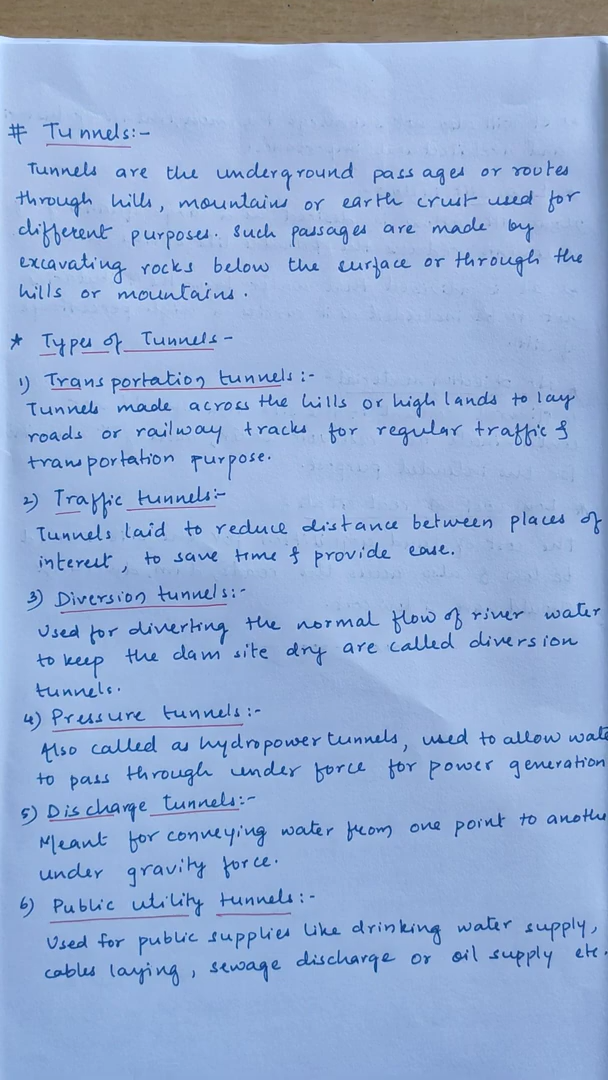 # Tunnels:-
Tunnels are the underground passages or routes
through hills, mountains or earth crust used for
different purposes. Such passages are made by
excavating rocks below the surface or through the
hills or mountains.
* Types of Tunnels-
1) Transportation tunnels:-
Tunnels made across the hills or high lands to lay
roads or railway tracks for regular traffic &
transportation purpose.
2) Traffic tunnels:-
Tunnels laid to reduce distance between places of
interest, to save time & provide ease.
3) Diversion tunnels:-
Used for diverting the normal flow of river water
to keep the dam site dry are called diversion
tunnels.
4) Pressure tunnels:-
Also called as hydropower tunnels, used to allow wate
to pass through under force for power generation
5) Discharge tunnels:-
Meant for conveying water from one point to anothe
under gravity force.
6) Public utility tunnels:-
Used for public supplies like drinking water supply,
cables laying, sewage discharge or oil supply etc.